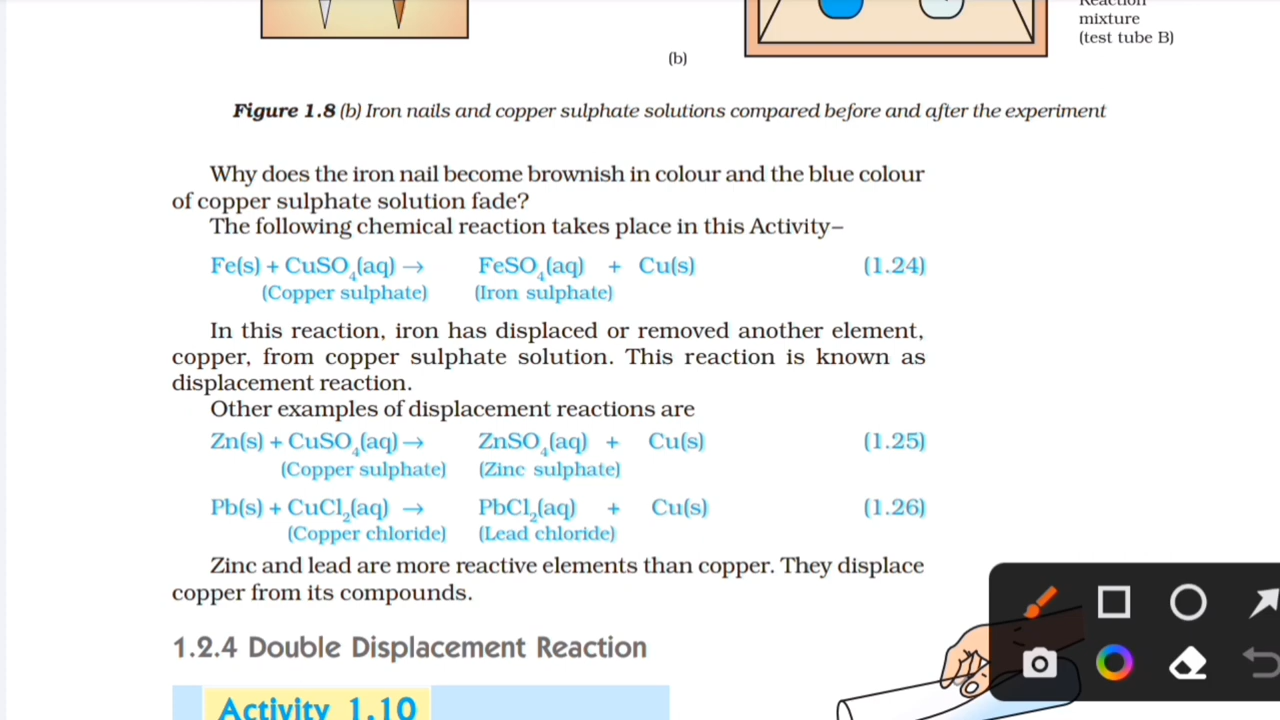 Reaction
mixture
(test tube B)
(b)
Figure 1.8 (b) Iron nails and copper sulphate solutions compared before and after the experiment
Why does the iron nail become brownish in colour and the blue colour
of copper sulphate solution fade?
The following chemical reaction takes place in this Activity–
Fe(s) + CuSO₄(aq) → FeSO₄(aq) + Cu(s) (1.24)
(Copper sulphate) (Iron sulphate)
In this reaction, iron has displaced or removed another element,
copper, from copper sulphate solution. This reaction is known as
displacement reaction.
Other examples of displacement reactions are
Zn(s) + CuSO₄(aq) → ZnSO₄(aq) + Cu(s) (1.25)
(Copper sulphate) (Zinc sulphate)
Pb(s) + CuCl₂(aq) → PbCl₂(aq) + Cu(s) (1.26)
(Copper chloride) (Lead chloride)
Zinc and lead are more reactive elements than copper. They displace
copper from its compounds.
1.2.4 Double Displacement Reaction
Activity 1.10